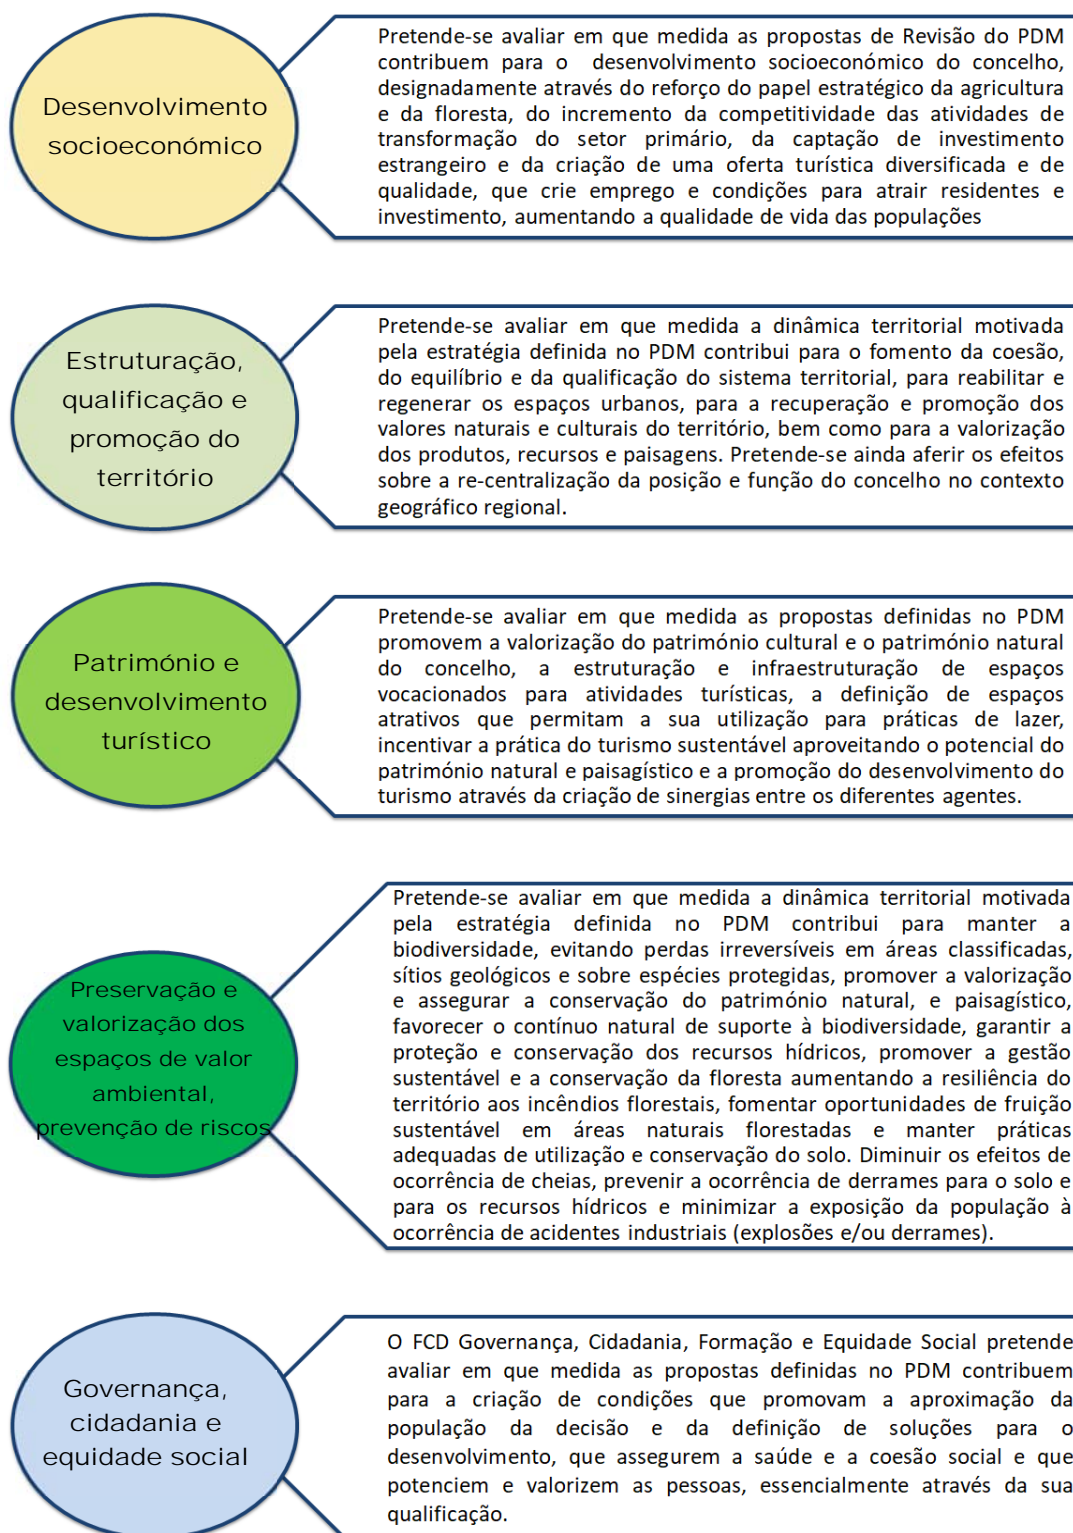 Desenvolvimento
socioeconómico
Pretende-se avaliar em que medida as propostas de Revisão do PDM
contribuem para o desenvolvimento socioeconómico do concelho,
designadamente através do reforço do papel estratégico da agricultura
e da floresta, do incremento da competitividade das atividades de
transformação do setor primário, da captação de investimento
estrangeiro e da criação de uma oferta turística diversificada e de
qualidade, que crie emprego e condições para atrair residentes e
investimento, aumentando a qualidade de vida das populações
Estruturação,
qualificação e
promoção do
território
Pretende-se avaliar em que medida a dinâmica territorial motivada
pela estratégia definida no PDM contribui para o fomento da coesão,
do equilíbrio e da qualificação do sistema territorial, para reabilitar e
regenerar os espaços urbanos, para a recuperação e promoção dos
valores naturais e culturais do território, bem como para a valorização
dos produtos, recursos e paisagens. Pretende-se ainda aferir os efeitos
sobre a re-centralização da posição e função do concelho no contexto
geográfico regional.
Património e
desenvolvimento
turístico
Pretende-se avaliar em que medida as propostas definidas no PDM
promovem a valorização do património cultural e o património natural
do concelho, a estruturação e infraestruturação de espaços
vocacionados para atividades turísticas, a definição de espaços
atrativos que permitam a sua utilização para práticas de lazer,
incentivar a prática do turismo sustentável aproveitando o potencial do
património natural e paisagístico e a promoção do desenvolvimento do
turismo através da criação de sinergias entre os diferentes agentes.
Preservação e
valorização dos
espaços de valor
ambiental,
prevenção de riscos
Pretende-se avaliar em que medida a dinâmica territorial motivada
pela estratégia definida no PDM contribui para manter a
biodiversidade, evitando perdas irreversíveis em áreas classificadas,
sítios geológicos e sobre espécies protegidas, promover a valorização
e assegurar a conservação do património natural, e paisagístico,
favorecer o contínuo natural de suporte à biodiversidade, garantir a
proteção e conservação dos recursos hídricos, promover a gestão
sustentável e a conservação da floresta aumentando a resiliência do
território aos incêndios florestais, fomentar oportunidades de fruição
sustentável em áreas naturais florestadas e manter práticas
adequadas de utilização e conservação do solo. Diminuir os efeitos de
ocorrência de cheias, prevenir a ocorrência de derrames para o solo e
para os recursos hídricos e minimizar a exposição da população à
ocorrência de acidentes industriais (explosões e/ou derrames).
Governança,
cidadania e
equidade social
O FCD Governança, Cidadania, Formação e Equidade Social pretende
avaliar em que medida as propostas definidas no PDM contribuem
para a criação de condições que promovam a aproximação da
população da decisão e da definição de soluções para o
desenvolvimento, que assegurem a saúde e a coesão social e que
potenciem e valorizem as pessoas, essencialmente através da sua
qualificação.